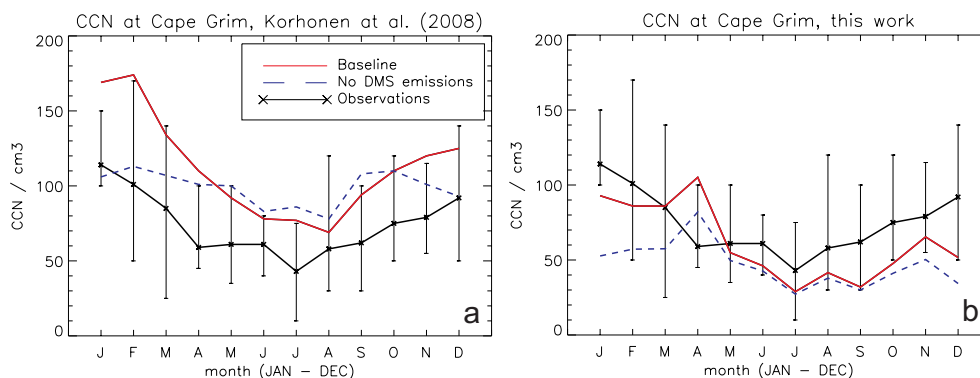 CCN at Cape Grim, Korhonen at al. (2008)
200
150
100
50
0
CCN / cm3
Baseline
No DMS emissions
Observations
a
J F M A M J J A S O N D
month (JAN – DEC)
CCN at Cape Grim, this work
200
150
100
50
0
CCN / cm3
b
J F M A M J J A S O N D
month (JAN – DEC)